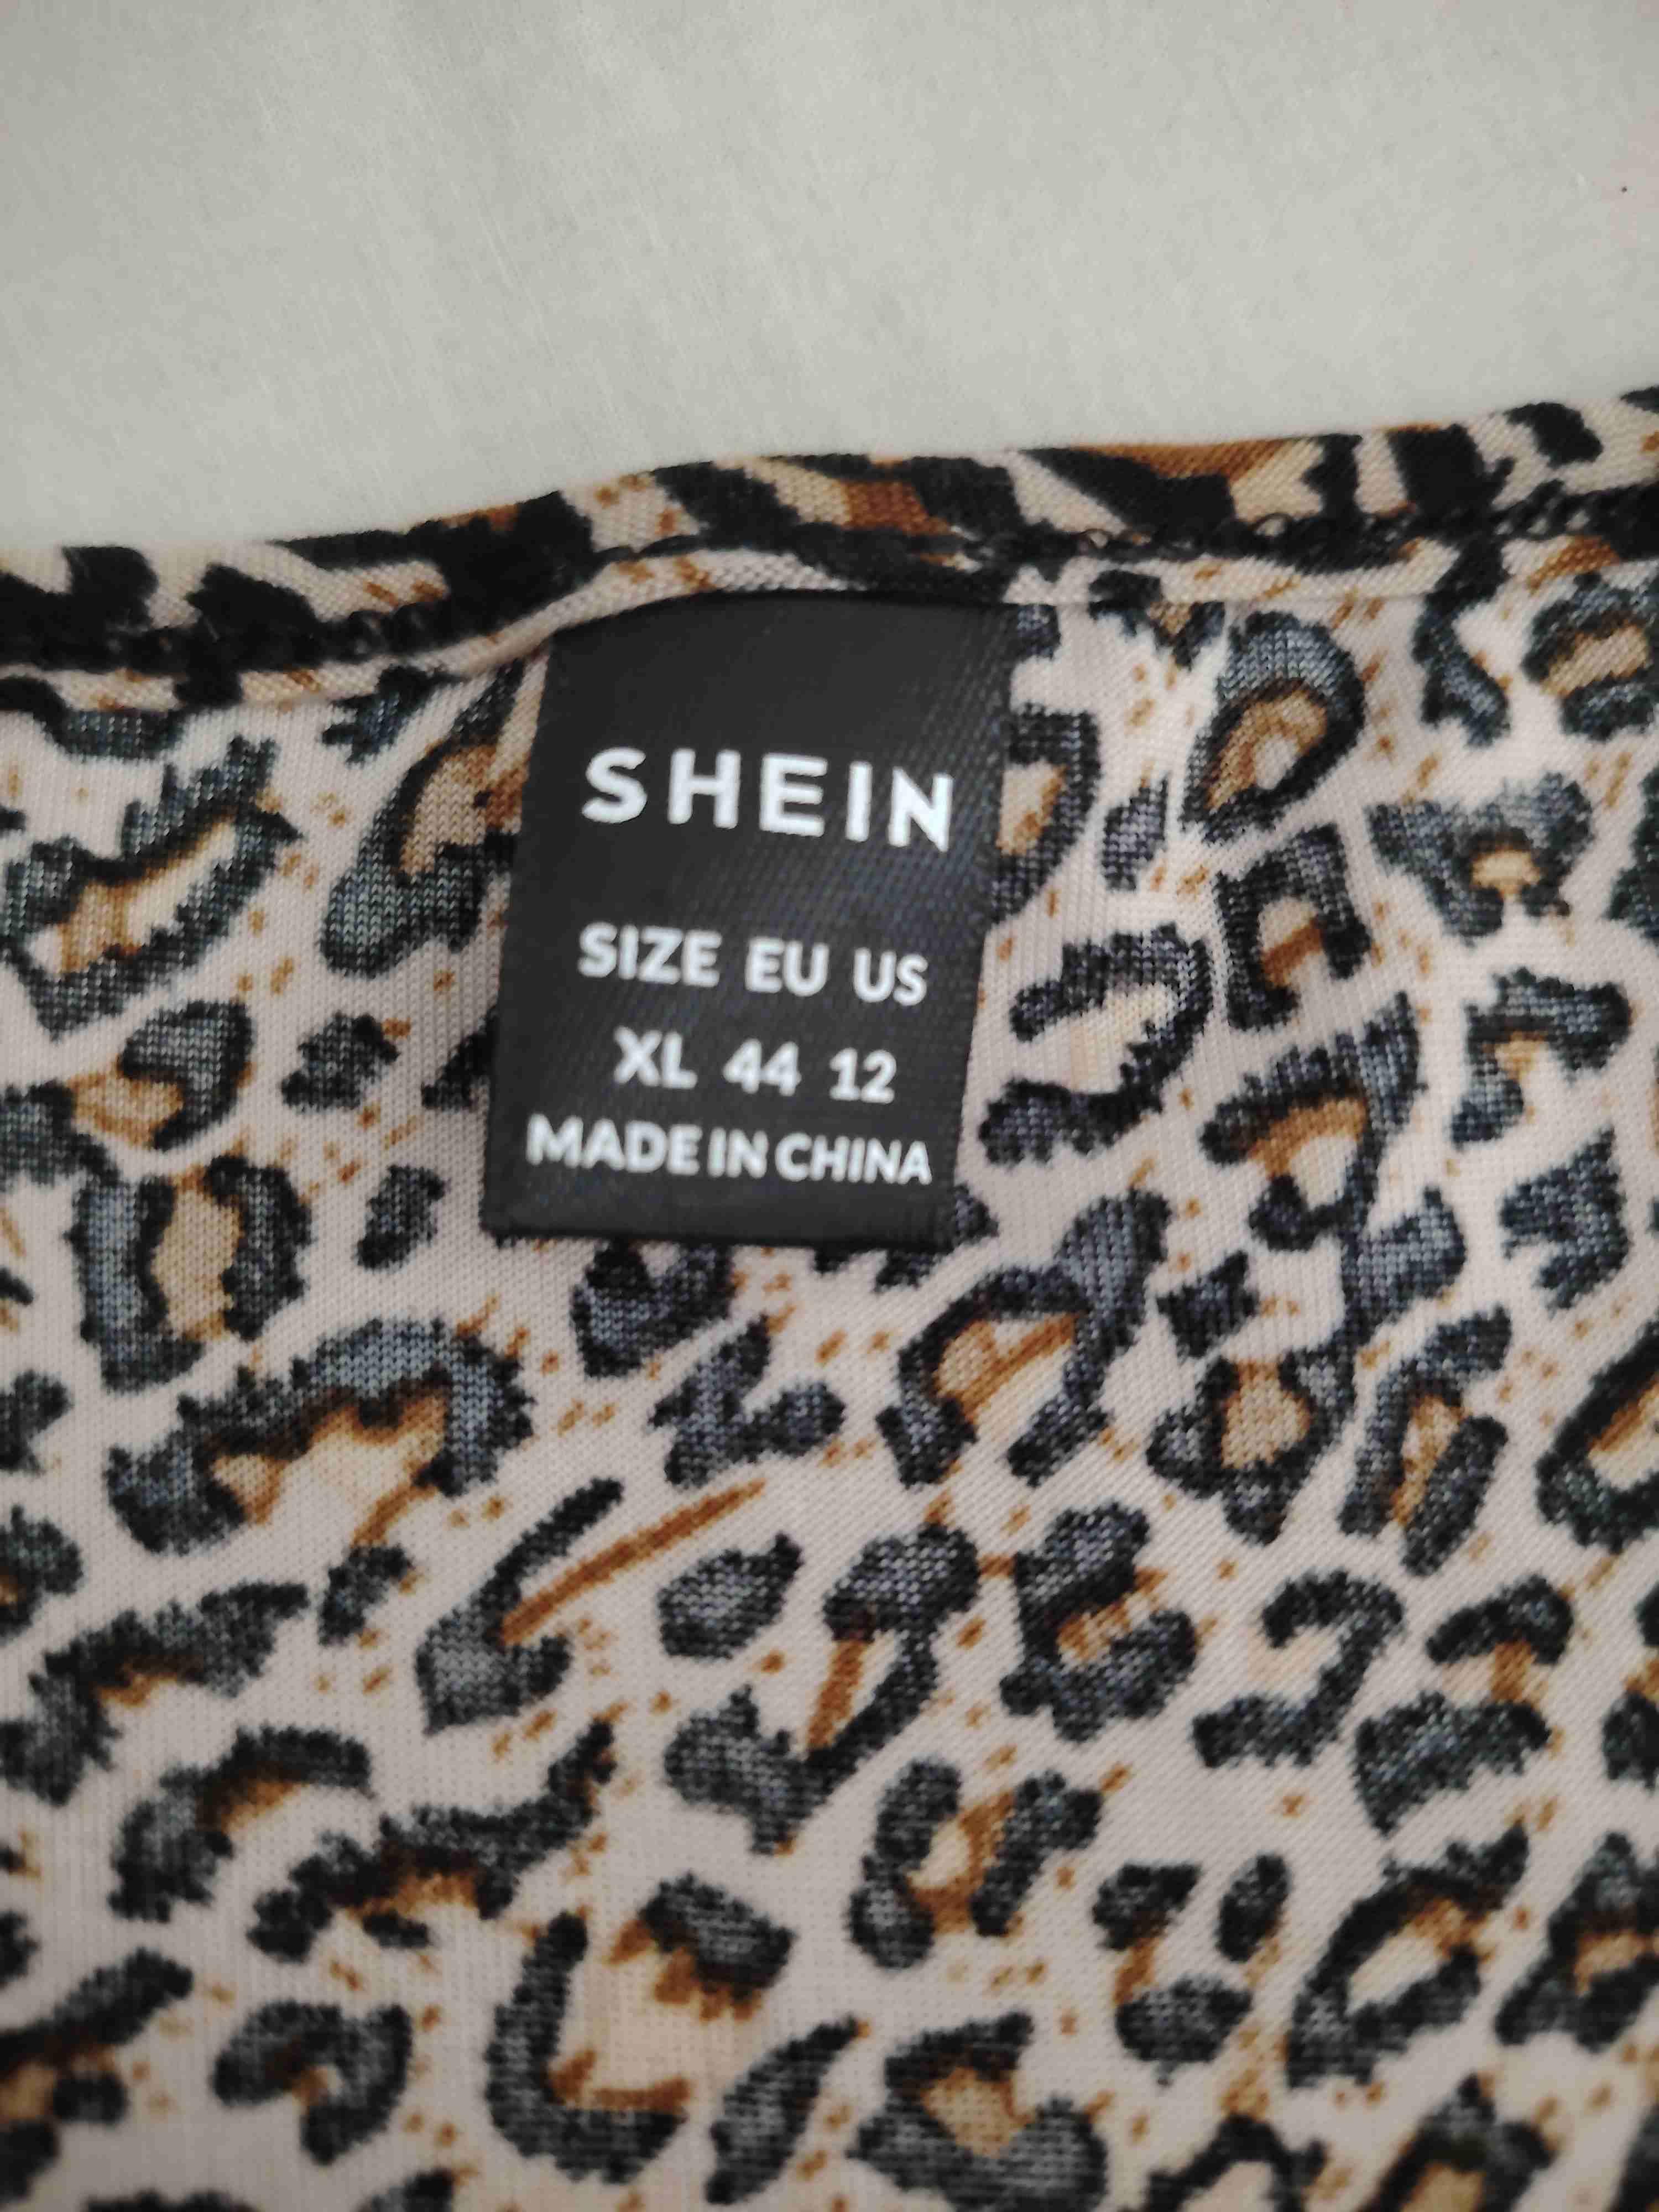 SHEIN
SIZE EU US
XL 44 12
MADE IN CHINA